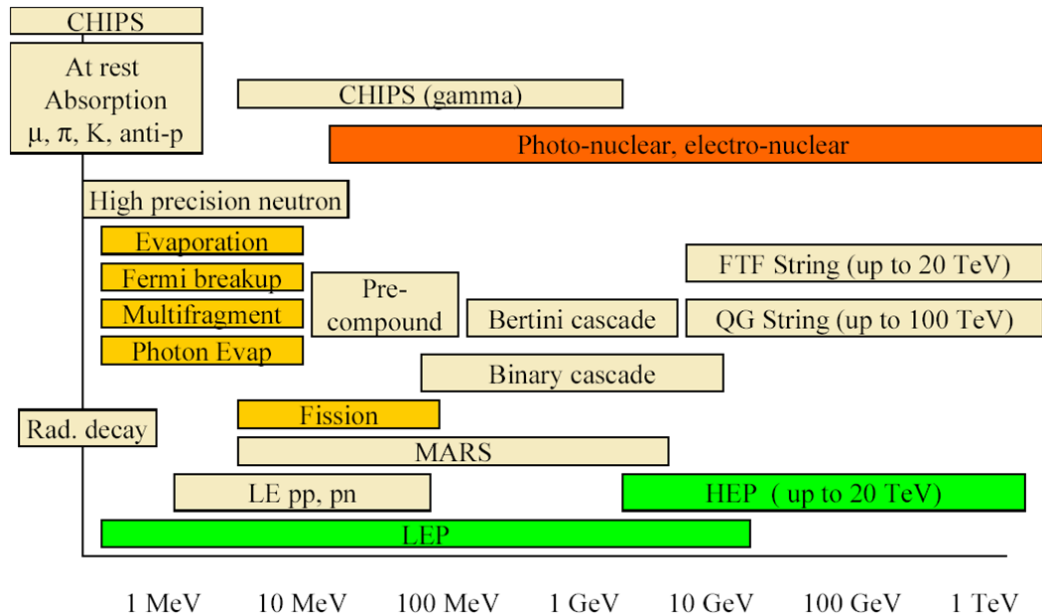 CHIPS
At rest
Absorption
μ, π, K, anti-p
CHIPS (gamma)
Photo-nuclear, electro-nuclear
High precision neutron
Evaporation
Fermi breakup
Multifragment
Photon Evap
Pre-
compound
Bertini cascade
FTF String (up to 20 TeV)
QG String (up to 100 TeV)
Binary cascade
Fission
Rad. decay
MARS
LE pp, pn
HEP ( up to 20 TeV)
LEP
1 MeV 10 MeV 100 MeV 1 GeV 10 GeV 100 GeV 1 TeV